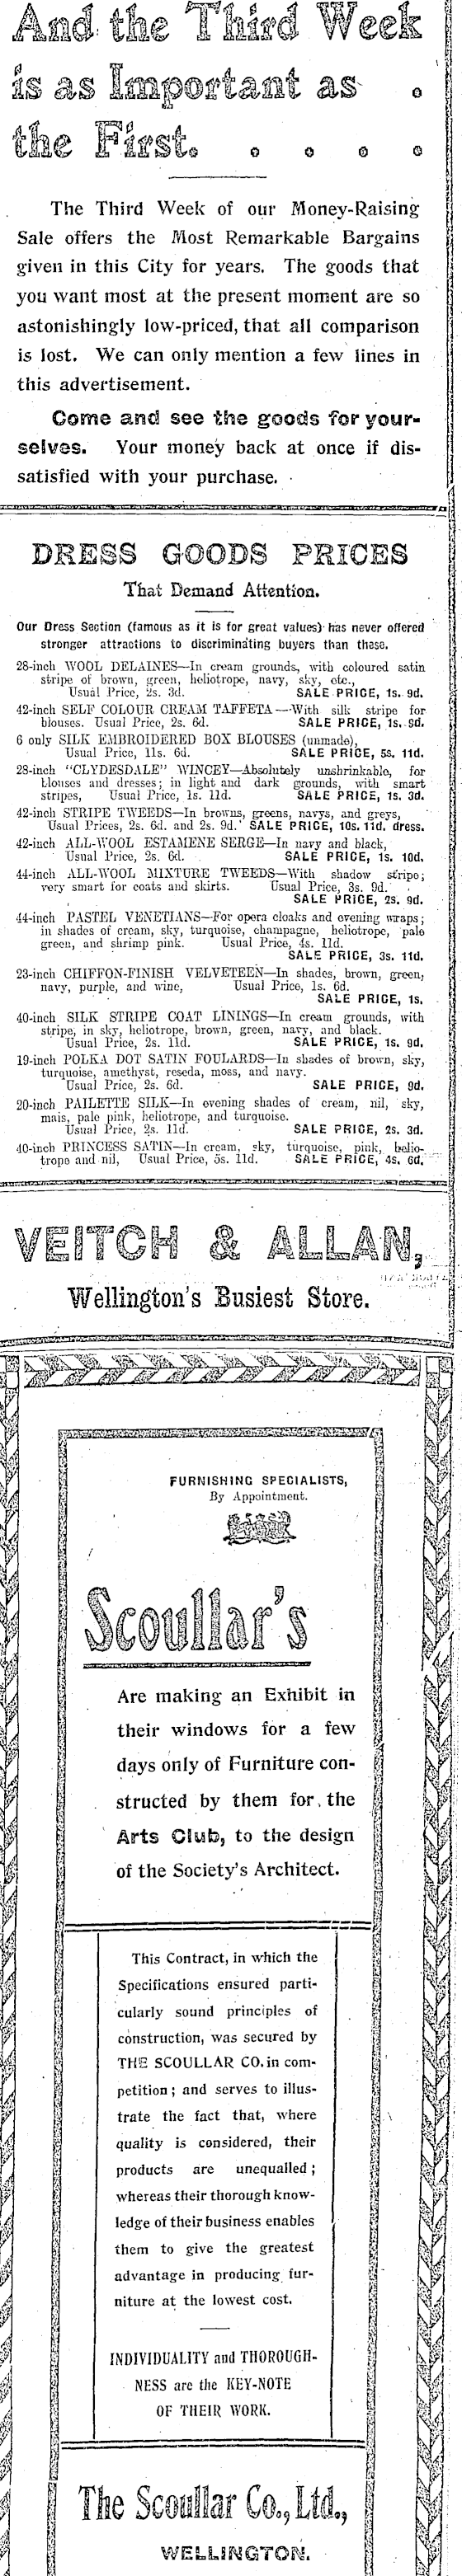 And the Third Week
is as Important as .
the First. . . . .
The Third Week of our Money-Raising
Sale offers the Most Remarkable Bargains
given in this City for years. The goods that
you want most at the present moment are so
astonishingly low-priced, that all comparison
is lost. We can only mention a few lines in
this advertisement.
Come and see the goods for your-
selves. Your money back at once if dis-
satisfied with your purchase.
DRESS GOODS PRICES
That Demand Attention.
Our Dress Section (famous as it is for great values) has never offered
stronger attractions to discriminating buyers than these.
28-inch WOOL DELAINES—In cream grounds, with coloured satin
stripe of brown, green, heliotrope, navy, sky, etc.,
Usual Price, 2s. 3d. SALE PRICE, 1s. 9d.
42-inch SELF COLOUR CREAM TAFFETA—With silk stripe for
blouses. Usual Price, 2s. 6d. SALE PRICE, 1s. 9d.
6 only SILK EMBROIDERED BOX BLOUSES (unmade),
Usual Price, 11s. 6d. SALE PRICE, 5s. 11d.
28-inch "CLYDESDALE" WINCEY—Absolutely unshrinkable, for
blouses and dresses; in light and dark grounds, with smart
stripes, Usual Price, 1s. 11d. SALE PRICE, 1s. 3d.
42-inch STRIPE TWEEDS—In browns, greens, navys, and greys,
Usual Prices, 2s. 6d. and 2s. 9d. SALE PRICE, 10s. 11d. dress.
42-inch ALL-WOOL ESTAMENE SERGE—In navy and black,
Usual Price, 2s. 6d. SALE PRICE, 1s. 10d.
44-inch ALL-WOOL MIXTURE TWEEDS—With shadow stripe;
very smart for coats and skirts. Usual Price, 3s. 9d.
SALE PRICE, 2s. 9d.
44-inch PASTEL VENETIANS—For opera cloaks and evening wraps;
in shades of cream, sky, turquoise, champagne, heliotrope, pale
green, and shrimp pink. Usual Price, 4s. 11d.
SALE PRICE, 3s. 11d.
23-inch CHIFFON-FINISH VELVETEEN—In shades, brown, green,
navy, purple, and wine, Usual Price, 1s. 6d.
SALE PRICE, 1s.
40-inch SILK STRIPE COAT LININGS—In cream grounds, with
stripe, in sky, heliotrope, brown, green, navy, and black.
Usual Price, 2s. 11d. SALE PRICE, 1s. 9d.
19-inch POLKA DOT SATIN FOULARDS—In shades of brown, sky,
turquoise, amethyst, reseda, moss, and navy.
Usual Price, 2s. 6d. SALE PRICE, 9d.
20-inch PAILETTE SILK—In evening shades of cream, nil, sky,
mais, pale pink, heliotrope, and turquoise.
Usual Price, 2s. 11d. SALE PRICE, 2s. 3d.
40-inch PRINCESS SATIN—In cream, sky, turquoise, pink, helio-
trope and nil, Usual Price, 5s. 11d. SALE PRICE, 4s. 6d.
VEITCH & ALLAN,
Wellington's Busiest Store.
FURNISHING SPECIALISTS,
By Appointment.
Scoullar's
Are making an Exhibit in
their windows for a few
days only of Furniture con-
structed by them for the
Arts Club, to the design
of the Society's Architect.
This Contract, in which the
Specifications ensured parti-
cularly sound principles of
construction, was secured by
THE SCOULLAR CO. in com-
petition; and serves to illus-
trate the fact that, where
quality is considered, their
products are unequalled;
whereas their thorough know-
ledge of their business enables
them to give the greatest
advantage in producing fur-
niture at the lowest cost.
INDIVIDUALITY and THOROUGH-
NESS are the KEY-NOTE
OF THEIR WORK.
The Scoullar Co., Ltd.,
WELLINGTON.